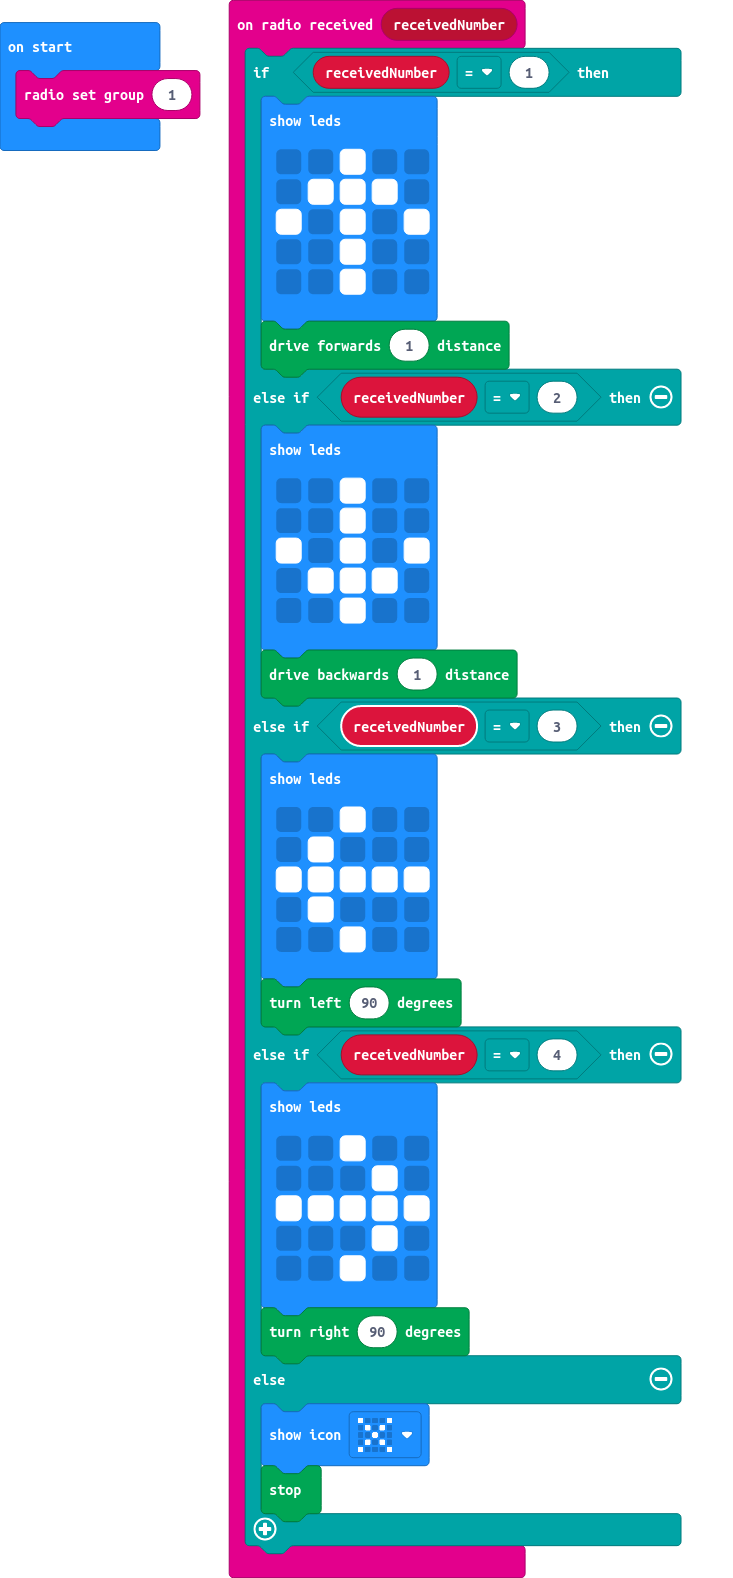 on start
radio set group 1
on radio received receivedNumber
if receivedNumber = 1 then
show leds
drive forwards 1 distance
else if receivedNumber = 2 then
show leds
drive backwards 1 distance
else if receivedNumber = 3 then
show leds
turn left 90 degrees
else if receivedNumber = 4 then
show leds
turn right 90 degrees
else
show icon
stop